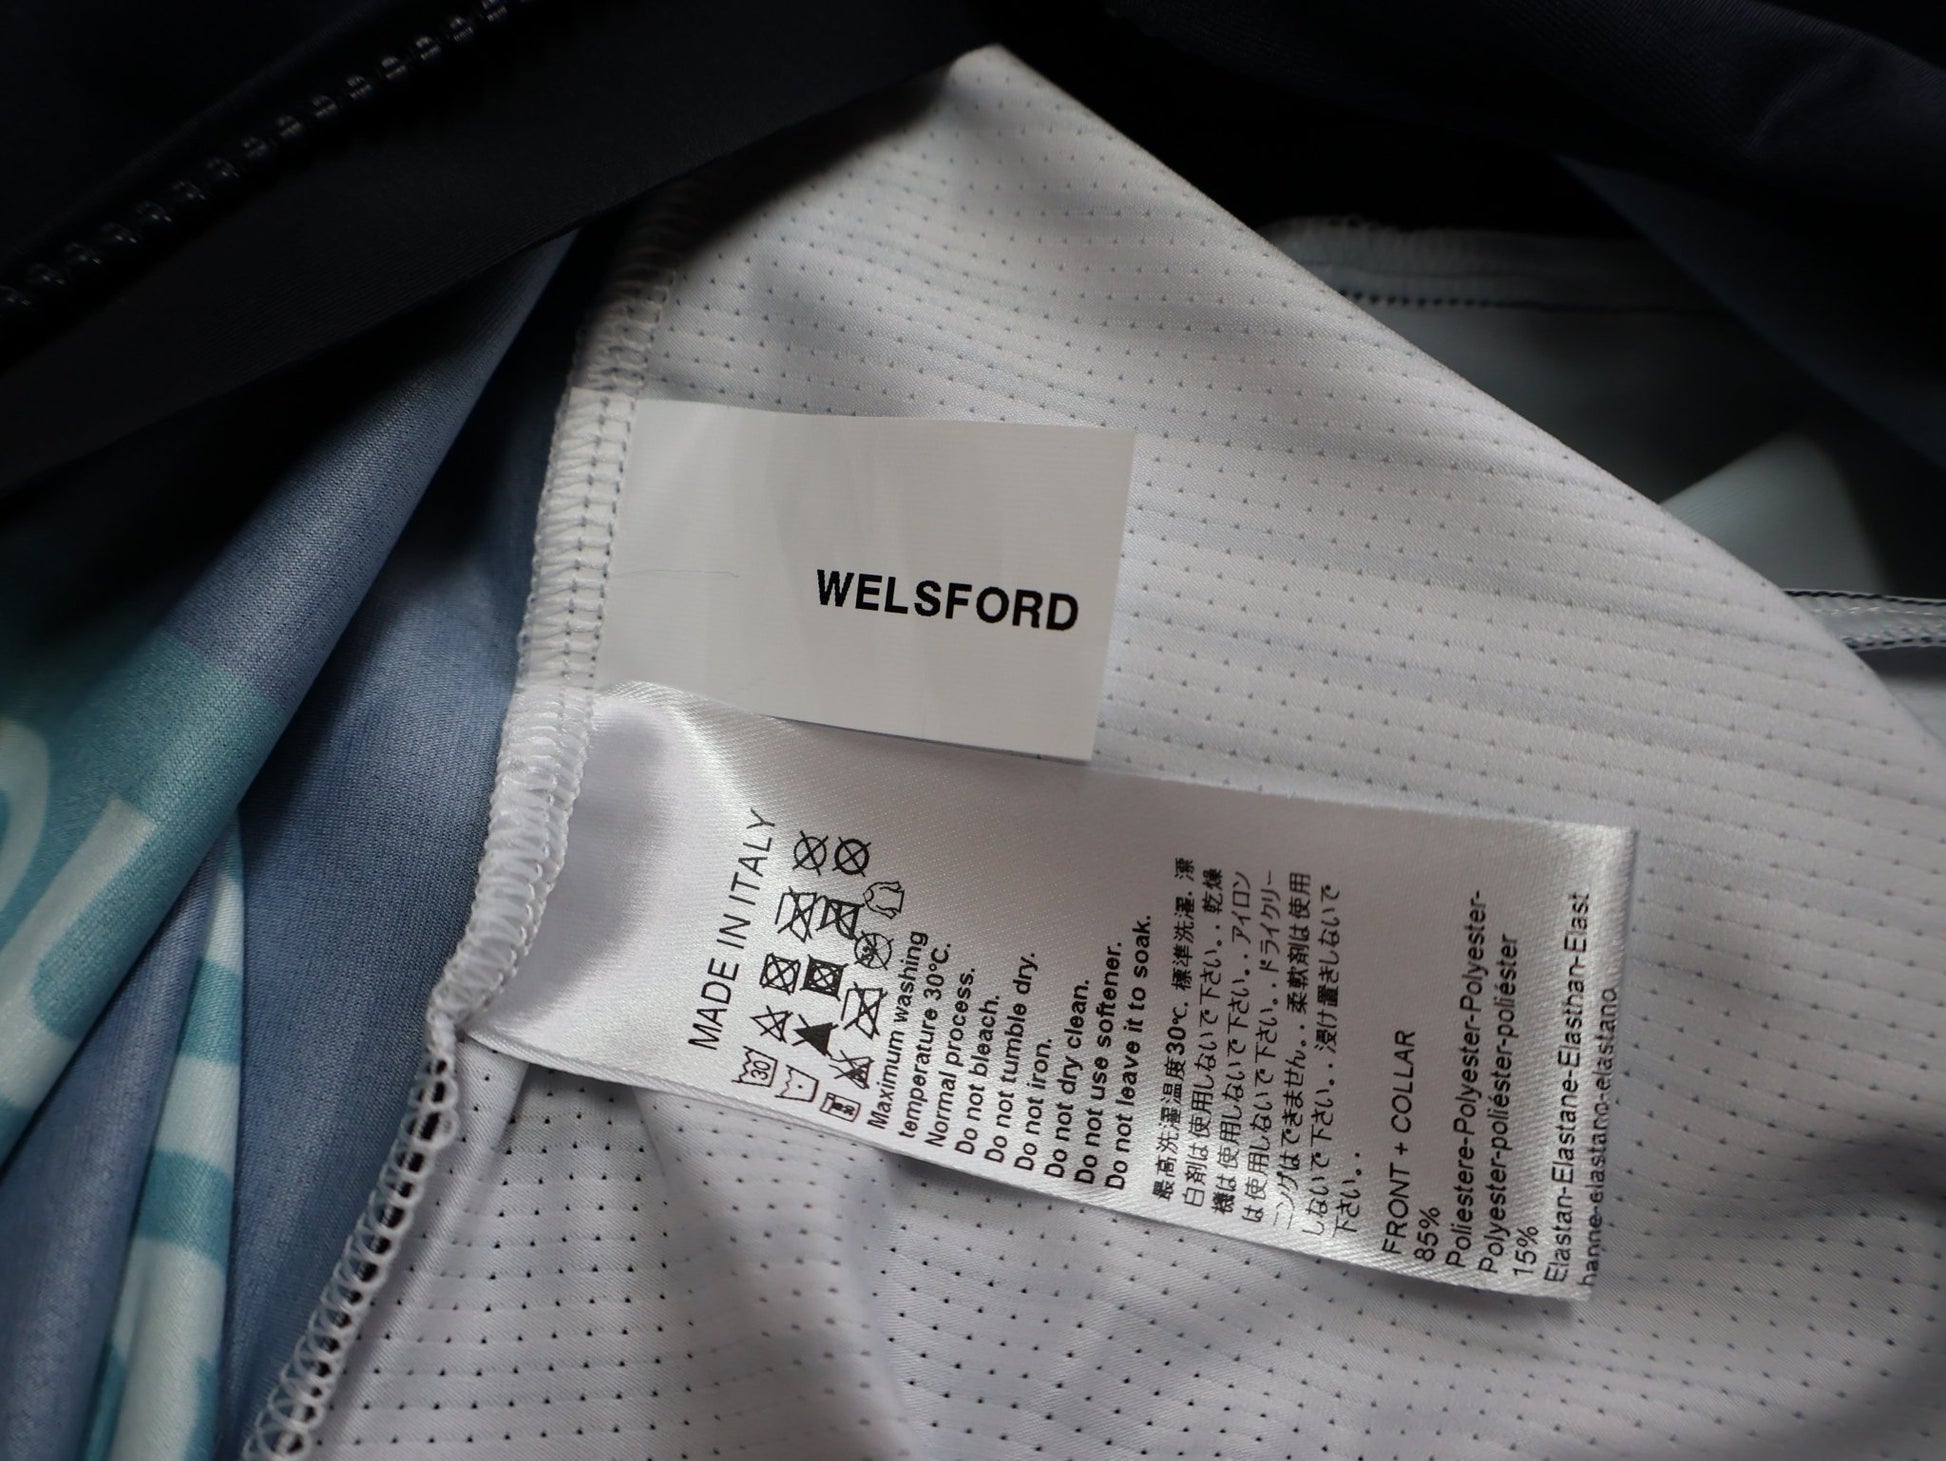 WELSFORD
MADE IN ITALY
30
Maximum washing
temperature 30°C.
Normal process.
Do not bleach.
Do not tumble dry.
Do not iron.
Do not dry clean.
Do not use softener.
Do not leave it to soak.
最高洗濯温度30℃. 標準洗濯. 漂
白剤は使用しないで下さい. . 乾燥
機は使用しないで下さい. . アイロン
は使用しないで下さい. . ドライクリー
ニングはできません. . 柔軟剤は使用
しないで下さい. . 浸け置きしないで
下さい. .
FRONT + COLLAR
85%
Poliestere-Polyester-Polyester-
Polyester-poliéster-poliéster
15%
Elastan-Elastane-Elasthan-Elast
hanne-elastano-elastano